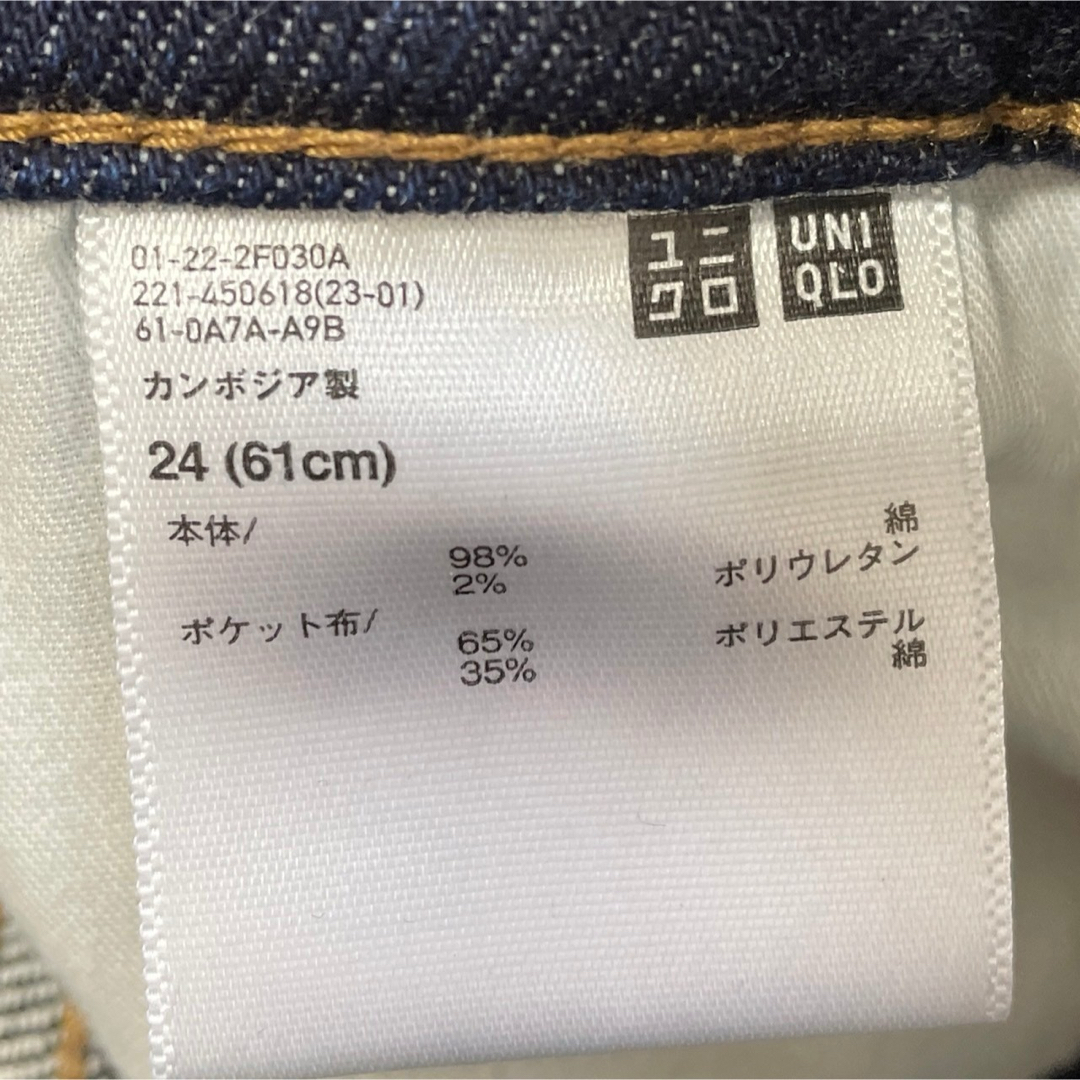 01-22-2F030A
221-450618(23-01)
61-0A7A-A9B
ユニ
クロ
UNI
QLO
カンボジア製
24 (61cm)
本体/
98% 綿
2% ポリウレタン
ポケット布/
65% ポリエステル
35% 綿